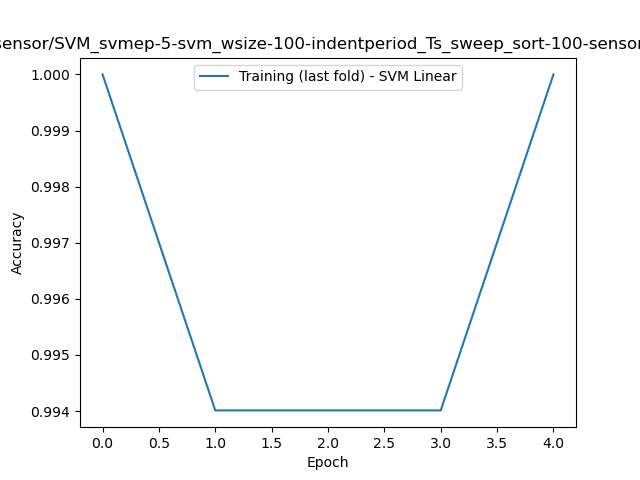 sensor/SVM_svmep-5-svm_wsize-100-indentperiod_Ts_sweep_sort-100-sensor
Training (last fold) - SVM Linear
1.000
0.999
0.998
0.997
0.996
0.995
0.994
Accuracy
0.0 0.5 1.0 1.5 2.0 2.5 3.0 3.5 4.0
Epoch